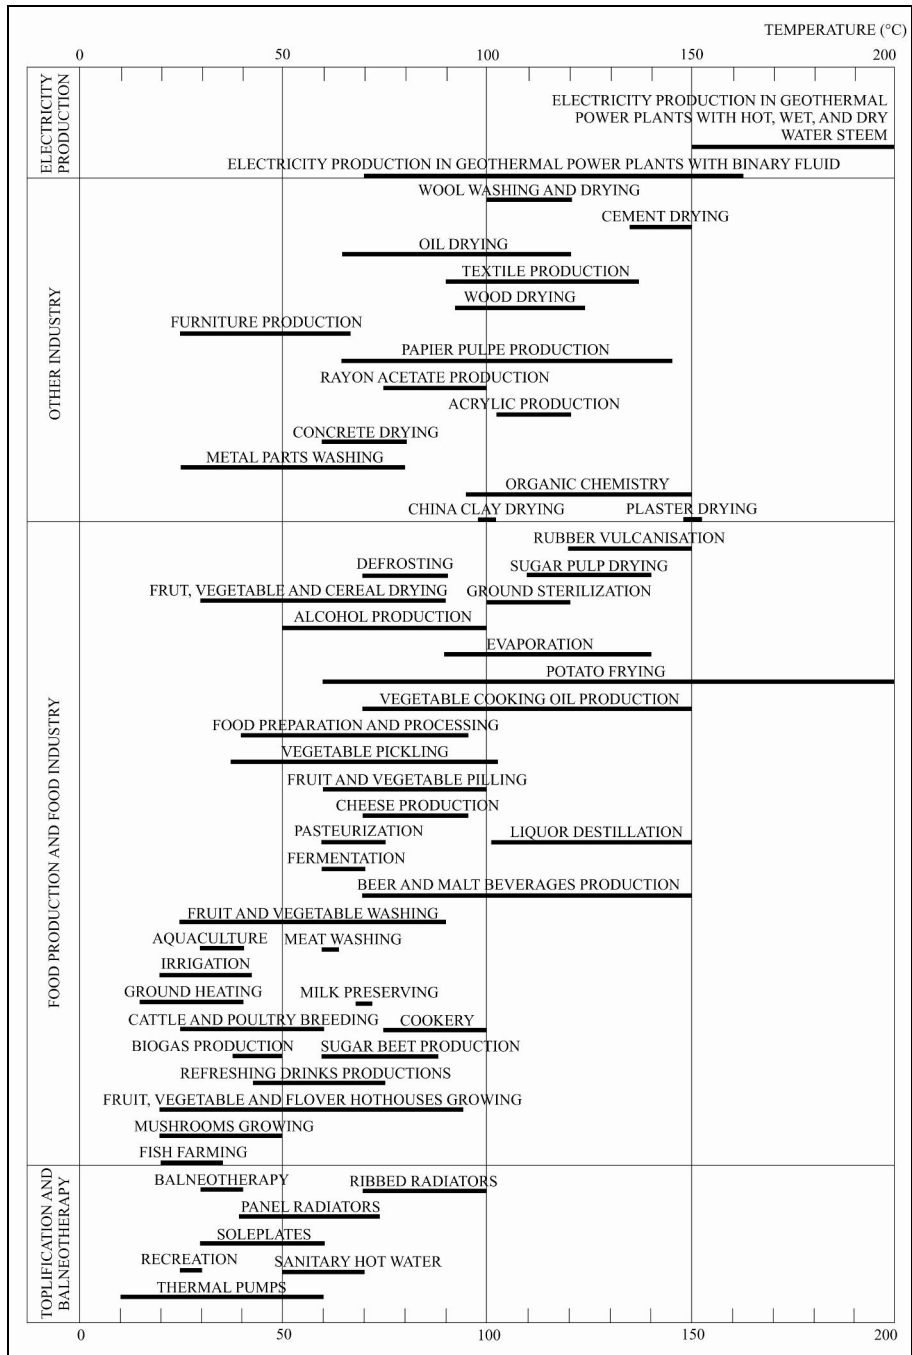 TEMPERATURE (°C)
0 50 100 150 200
ELECTRICITY
PRODUCTION
ELECTRICITY PRODUCTION IN GEOTHERMAL
POWER PLANTS WITH HOT, WET, AND DRY
WATER STEEM
ELECTRICITY PRODUCTION IN GEOTHERMAL POWER PLANTS WITH BINARY FLUID
OTHER INDUSTRY
WOOL WASHING AND DRYING
CEMENT DRYING
OIL DRYING
TEXTILE PRODUCTION
WOOD DRYING
FURNITURE PRODUCTION
PAPIER PULPE PRODUCTION
RAYON ACETATE PRODUCTION
ACRYLIC PRODUCTION
CONCRETE DRYING
METAL PARTS WASHING
ORGANIC CHEMISTRY
CHINA CLAY DRYING PLASTER DRYING
FOOD PRODUCTION AND FOOD INDUSTRY
RUBBER VULCANISATION
DEFROSTING SUGAR PULP DRYING
FRUT, VEGETABLE AND CEREAL DRYING GROUND STERILIZATION
ALCOHOL PRODUCTION
EVAPORATION
POTATO FRYING
VEGETABLE COOKING OIL PRODUCTION
FOOD PREPARATION AND PROCESSING
VEGETABLE PICKLING
FRUIT AND VEGETABLE PILLING
CHEESE PRODUCTION
PASTEURIZATION LIQUOR DESTILLATION
FERMENTATION
BEER AND MALT BEVERAGES PRODUCTION
FRUIT AND VEGETABLE WASHING
AQUACULTURE MEAT WASHING
IRRIGATION
GROUND HEATING MILK PRESERVING
CATTLE AND POULTRY BREEDING COOKERY
BIOGAS PRODUCTION SUGAR BEET PRODUCTION
REFRESHING DRINKS PRODUCTIONS
FRUIT, VEGETABLE AND FLOVER HOTHOUSES GROWING
MUSHROOMS GROWING
FISH FARMING
TOPLIFICATION AND
BALNEOTHERAPY
BALNEOTHERAPY RIBBED RADIATORS
PANEL RADIATORS
SOLEPLATES
RECREATION SANITARY HOT WATER
THERMAL PUMPS
0 50 100 150 200